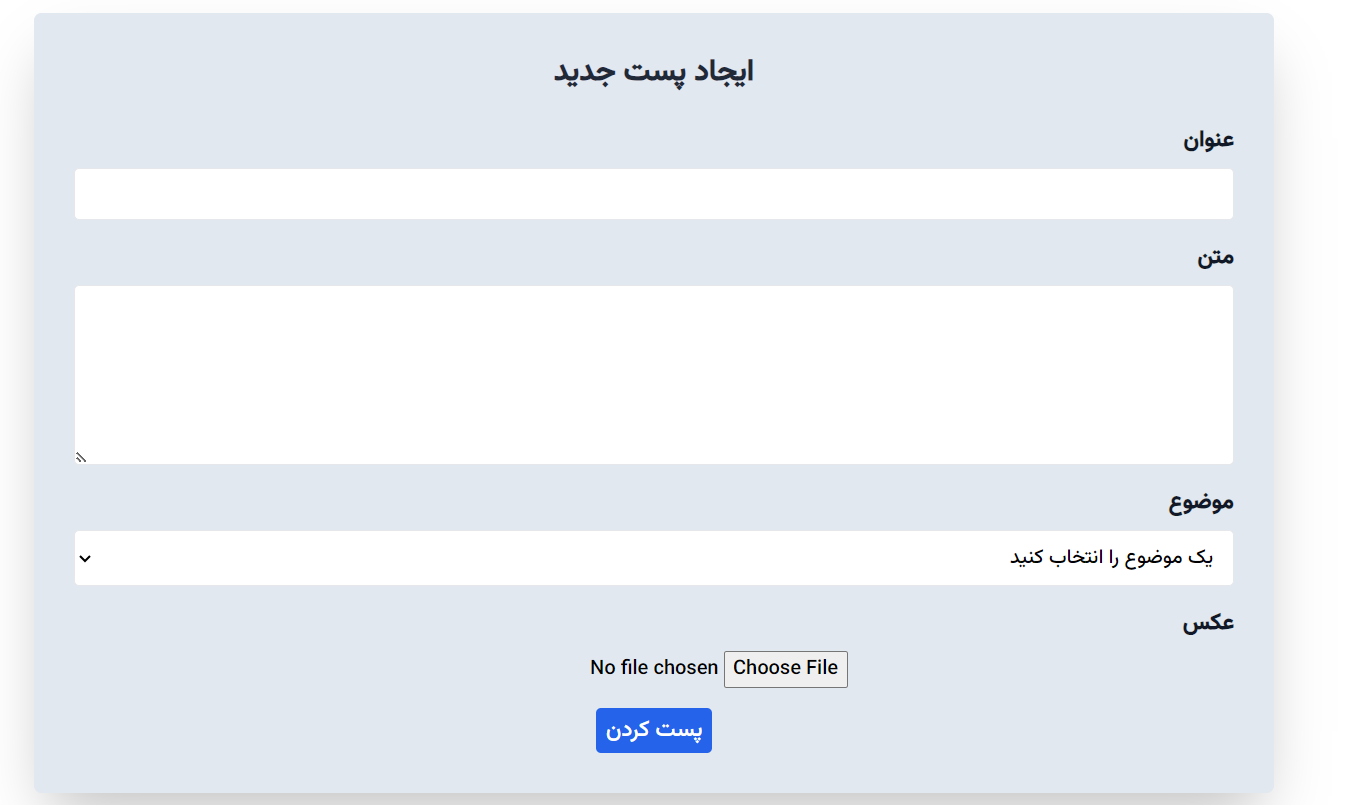 ایجاد پست جدید
عنوان
متن
موضوع
یک موضوع را انتخاب کنید
عکس
Choose File No file chosen
پست کردن